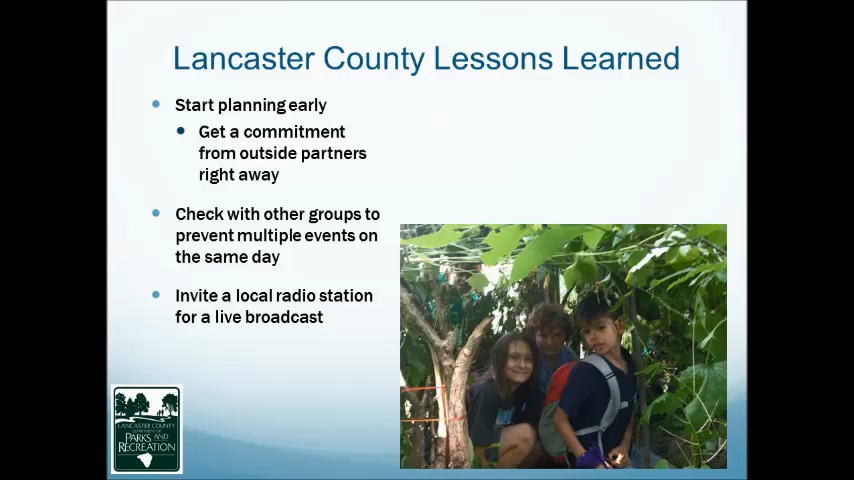 Lancaster County Lessons Learned
Start planning early
Get a commitment
from outside partners
right away
Check with other groups to
prevent multiple events on
the same day
Invite a local radio station
for a live broadcast
LANCASTER COUNTY
DEPARTMENT OF
PARKS AND
RECREATION